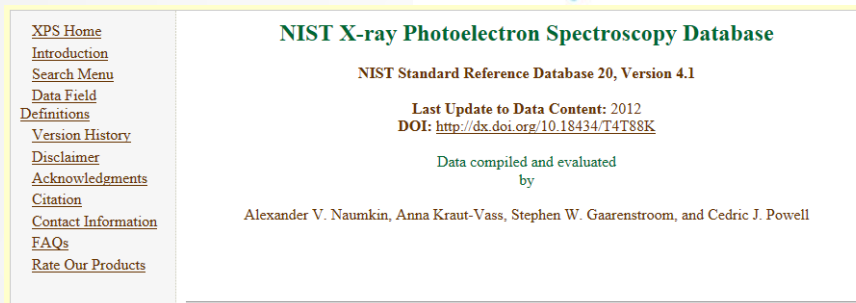 XPS Home
Introduction
Search Menu
Data Field
Definitions
Version History
Disclaimer
Acknowledgments
Citation
Contact Information
FAQs
Rate Our Products
NIST X-ray Photoelectron Spectroscopy Database
NIST Standard Reference Database 20, Version 4.1
Last Update to Data Content: 2012
DOI: http://dx.doi.org/10.18434/T4T88K
Data compiled and evaluated
by
Alexander V. Naumkin, Anna Kraut-Vass, Stephen W. Gaarenstroom, and Cedric J. Powell